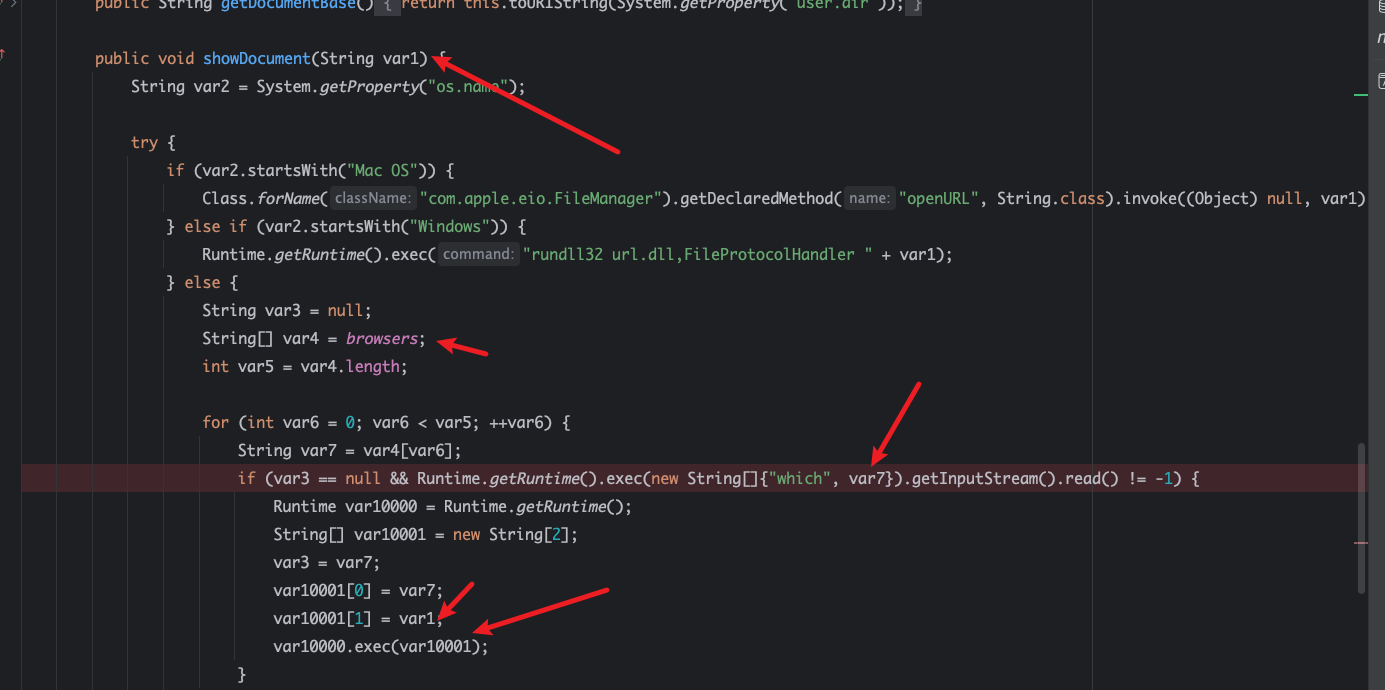 public String getDocumentBase() { return this.toURIString(System.getProperty("user.dir")); }
public void showDocument(String var1) {
String var2 = System.getProperty("os.name");
try {
if (var2.startsWith("Mac OS")) {
Class.forName( className: "com.apple.eio.FileManager").getDeclaredMethod( name: "openURL", String.class).invoke((Object) null, var1)
} else if (var2.startsWith("Windows")) {
Runtime.getRuntime().exec( command: "rundll32 url.dll,FileProtocolHandler " + var1);
} else {
String var3 = null;
String[] var4 = browsers;
int var5 = var4.length;
for (int var6 = 0; var6 < var5; ++var6) {
String var7 = var4[var6];
if (var3 == null && Runtime.getRuntime().exec(new String[]{"which", var7}).getInputStream().read() != -1) {
Runtime var10000 = Runtime.getRuntime();
String[] var10001 = new String[2];
var3 = var7;
var10001[0] = var7;
var10001[1] = var1;
var10000.exec(var10001);
}